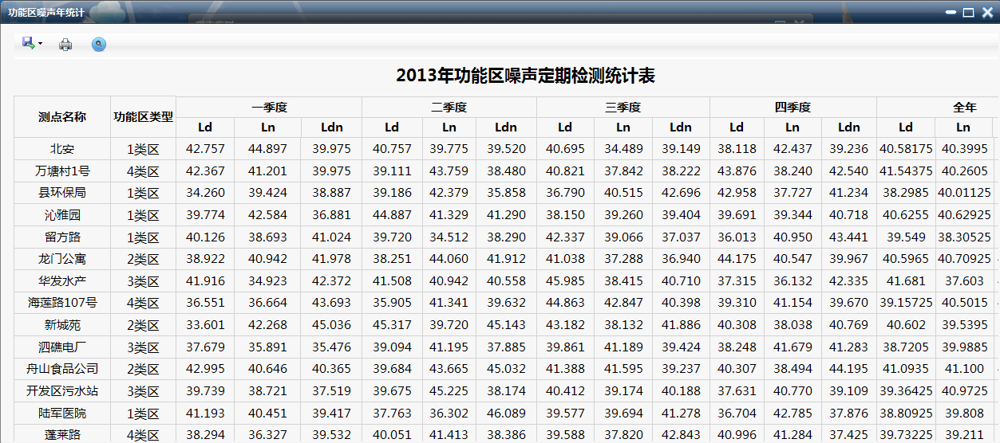 功能区噪声年统计
2013年功能区噪声定期检测统计表
测点名称 功能区类型 一季度 二季度 三季度 四季度 全年
Ld Ln Ldn Ld Ln Ldn Ld Ln Ldn Ld Ln Ldn Ld Ln
北安 1类区 42.757 44.897 39.975 40.757 39.775 39.520 40.695 34.489 39.149 38.118 42.437 39.236 40.58175 40.3995
万塘村1号 4类区 42.367 41.201 39.975 39.111 43.759 38.480 40.821 37.842 38.222 43.876 38.240 42.540 41.54375 40.2605
县环保局 1类区 34.260 39.424 38.887 39.186 42.379 35.858 36.790 40.515 42.696 42.958 37.727 41.234 38.2985 40.01125
沁雅园 1类区 39.774 42.584 36.881 44.887 41.329 41.290 38.150 39.260 39.404 39.691 39.344 40.718 40.6255 40.62925
留方路 1类区 40.126 38.693 41.024 39.720 34.512 38.290 42.337 39.066 37.037 36.013 40.950 43.441 39.549 38.30525
龙门公寓 2类区 38.922 40.942 41.978 38.251 44.060 41.912 41.038 37.288 36.940 44.175 40.547 39.967 40.5965 40.70925
华发水产 3类区 41.916 34.923 42.372 41.508 40.942 40.558 45.985 38.415 40.710 37.315 36.132 42.335 41.681 37.603
海莲路107号 4类区 36.551 36.664 43.693 35.905 41.341 39.632 44.863 42.847 40.398 39.310 41.154 39.670 39.15725 40.5015
新城苑 2类区 33.601 42.268 45.036 45.317 39.720 45.143 43.182 38.132 41.886 40.308 38.038 40.769 40.602 39.5395
泗礁电厂 3类区 37.679 35.891 35.476 39.094 41.195 37.885 39.861 41.189 39.424 38.248 41.679 41.283 38.7205 39.9885
舟山食品公司 2类区 42.995 40.646 40.365 39.684 43.665 45.032 41.388 41.595 39.237 40.307 38.494 44.195 41.0935 41.100
开发区污水站 3类区 39.739 38.721 37.519 39.675 45.225 38.174 40.412 39.174 40.188 37.631 40.770 39.109 39.36425 40.9725
陆军医院 1类区 41.193 40.451 39.417 37.763 36.302 46.089 39.577 39.694 41.278 36.704 42.785 37.876 38.80925 39.808
蓬莱路 4类区 38.294 36.327 39.532 40.051 41.413 38.386 39.588 37.820 42.843 40.996 41.284 37.425 39.73225 39.211